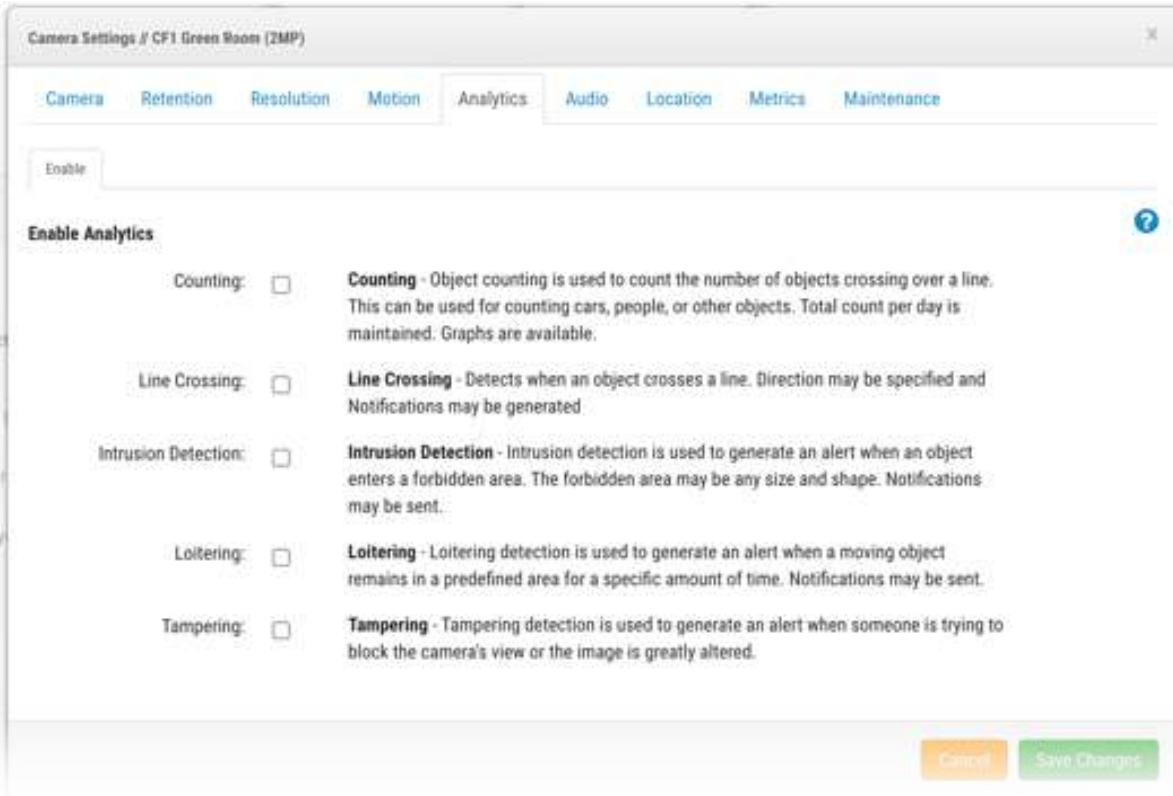 Camera Settings // CF1 Green Room (2MP)
Camera Retention Resolution Motion Analytics Audio Location Metrics Maintenance
Enable
Enable Analytics
Counting: Counting - Object counting is used to count the number of objects crossing over a line.
This can be used for counting cars, people, or other objects. Total count per day is
maintained. Graphs are available.
Line Crossing: Line Crossing - Detects when an object crosses a line. Direction may be specified and
Notifications may be generated
Intrusion Detection: Intrusion Detection - Intrusion detection is used to generate an alert when an object
enters a forbidden area. The forbidden area may be any size and shape. Notifications
may be sent.
Loitering: Loitering - Loitering detection is used to generate an alert when a moving object
remains in a predefined area for a specific amount of time. Notifications may be sent.
Tampering: Tampering - Tampering detection is used to generate an alert when someone is trying to
block the camera's view or the image is greatly altered.
Cancel Save Changes